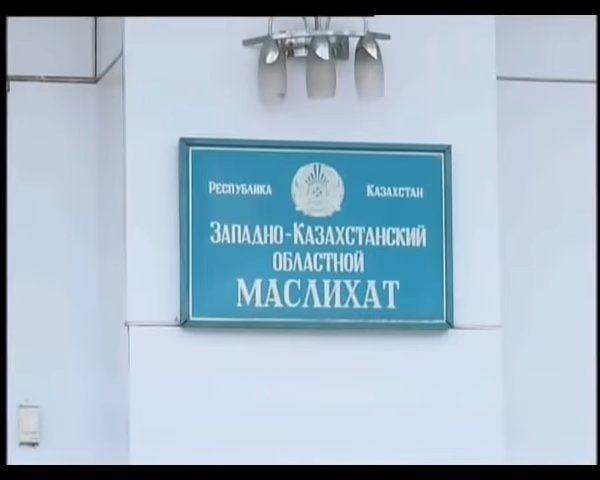 Республика Казахстан
Западно-Казахстанский
областной
МАСЛИХАТ